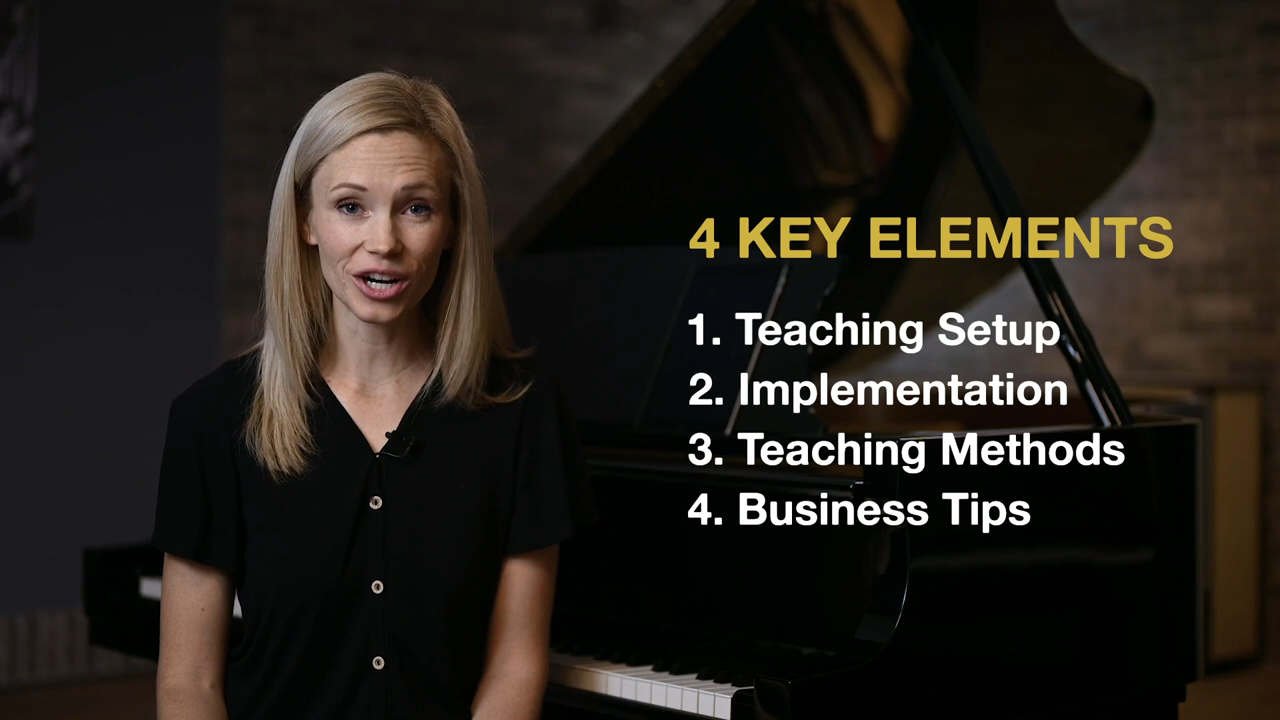 4 KEY ELEMENTS
1. Teaching Setup
2. Implementation
3. Teaching Methods
4. Business Tips